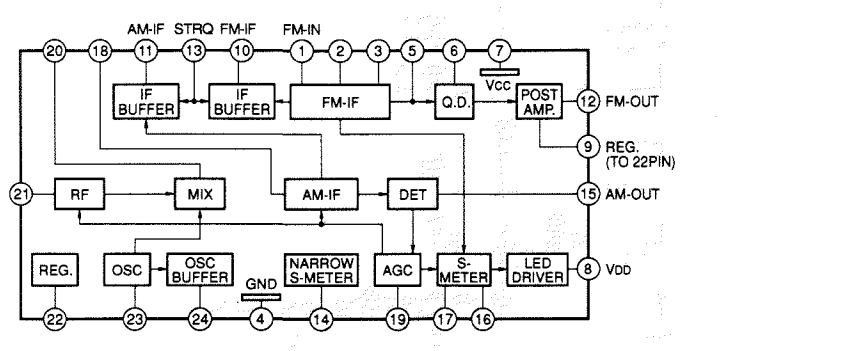 AM-IF STRQ FM-IF FM-IN
20 18 11 13 10 1 2 3 5 6 7
VCC
IF BUFFER
IF BUFFER
FM-IF
Q.D.
POST AMP.
12 FM-OUT
9 REG.
(TO 22PIN)
21
RF
MIX
AM-IF
DET
15 AM-OUT
REG.
OSC
OSC BUFFER
GND
NARROW S-METER
AGC
S-METER
LED DRIVER
8 VDD
22 23 24 4 14 19 17 16